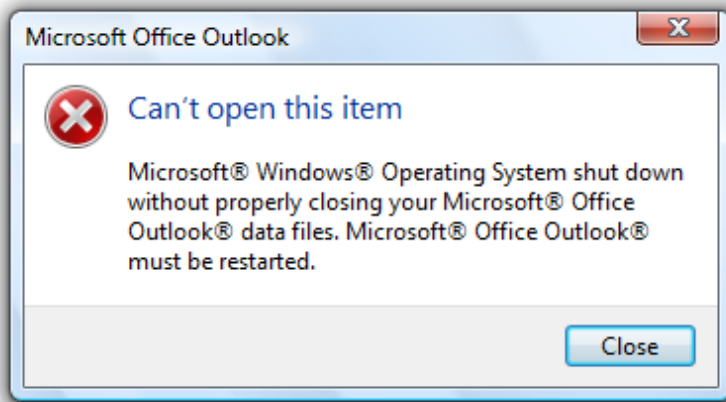 Microsoft Office Outlook
Can't open this item
Microsoft® Windows® Operating System shut down
without properly closing your Microsoft® Office
Outlook® data files. Microsoft® Office Outlook®
must be restarted.
Close